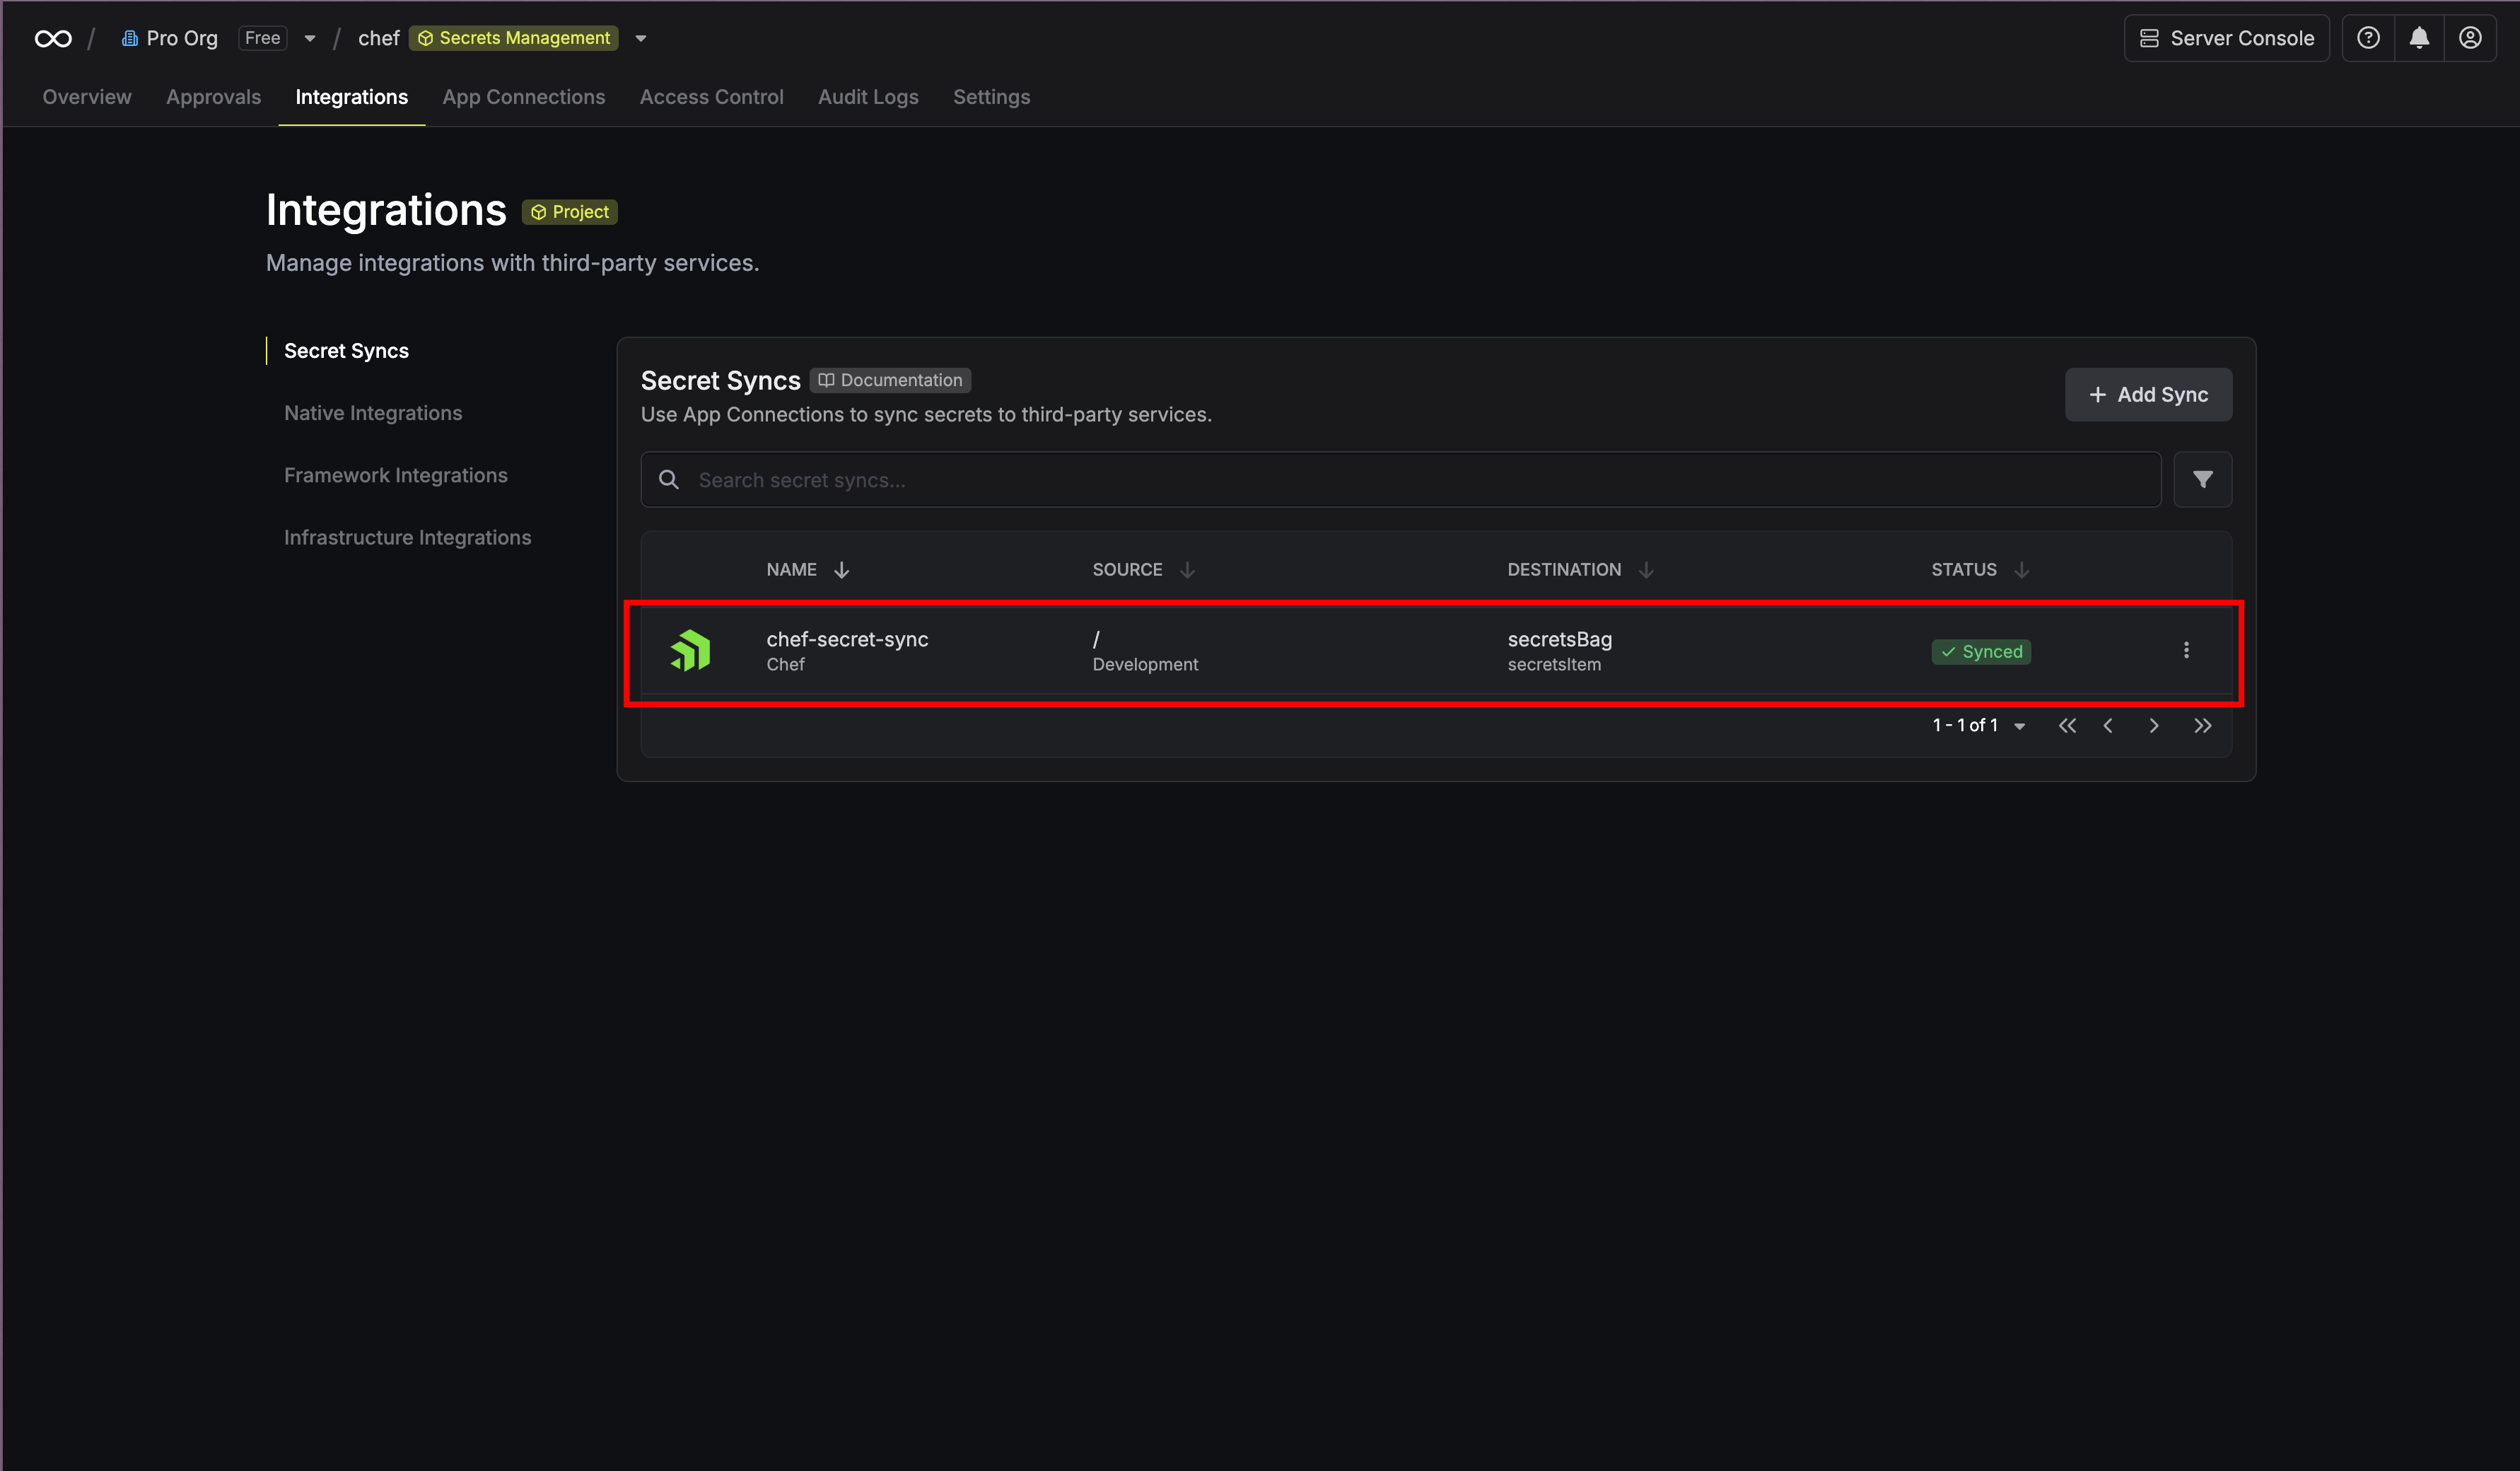 Pro Org Free chef Secrets Management Server Console
Overview Approvals Integrations App Connections Access Control Audit Logs Settings
Integrations Project
Manage integrations with third-party services.
Secret Syncs
Native Integrations
Framework Integrations
Infrastructure Integrations
Secret Syncs Documentation
Use App Connections to sync secrets to third-party services.
+ Add Sync
Search secret syncs...
NAME SOURCE DESTINATION STATUS
chef-secret-sync / secretsBag Synced
Chef Development secretsItem
1 - 1 of 1